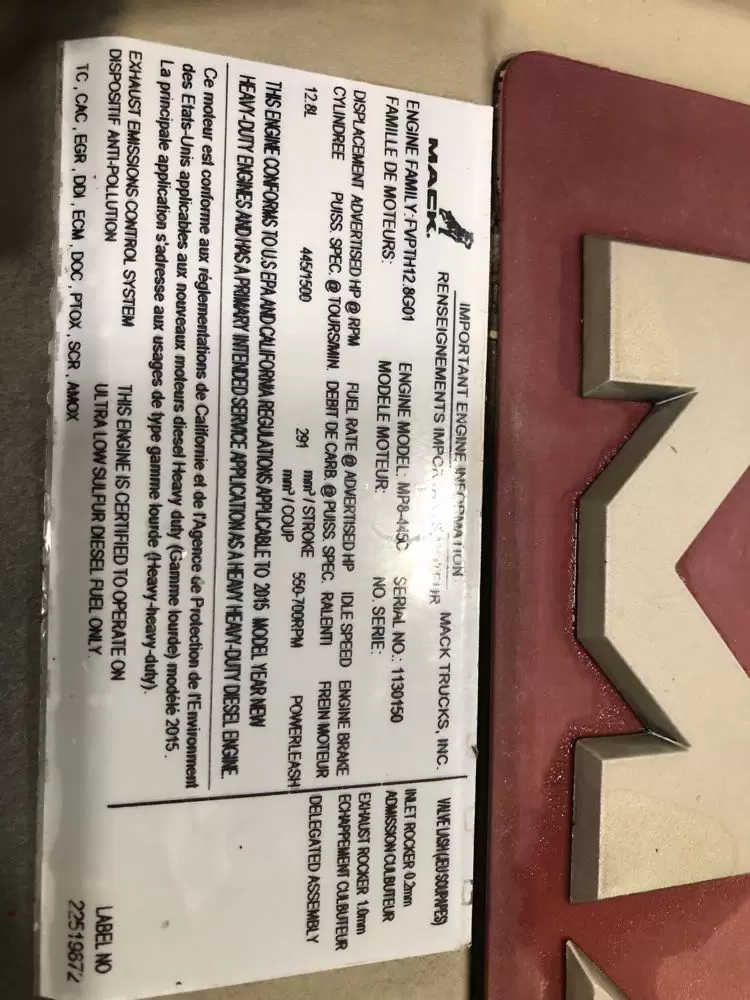 IMPORTANT ENGINE INFORMATION
MACK.
RENSEIGNEMENTS
MACK TRUCKS, INC.
ENGINE FAMILY:FVPTH12.8G01 ENGINE MODEL: MP8-445C SERIAL NO.: 1130150
FAMILLE DE MOTEURS: MODELE MOTEUR: NO. SERIE:
DISPLACEMENT ADVERTISED HP @ RPM FUEL RATE @ ADVERTISED HP IDLE SPEED ENGINE BRAKE
CYLINDREE PUISS. SPEC. @ TOURS/MIN. DEBIT DE CARB. @ PUISS. SPEC. RALENTI FREIN MOTEUR
12.8L 445/1500 291 mm³ / STROKE 550-700RPM POWERLEASH
mm³ / COUP
THIS ENGINE CONFORMS TO U.S EPA AND CALIFORNIA REGULATIONS APPLICABLE TO 2015 MODEL YEAR NEW
HEAVY-DUTY ENGINES AND HAS A PRIMARY INTENDED SERVICE APPLICATION AS A HEAVY HEAVY-DUTY DIESEL ENGINE.
Ce moteur est conforme aux réglementations de Californie et de l'Agence de Protection de l'Environment
des Etats-Unis applicables aux nouveaux moteurs diesel Heavy duty (Gamme lourde) modélé 2015.
La principale application s'adresse aux usages de type gamme lourde (Heavy-heavy-duty).
EXHAUST EMISSIONS CONTROL SYSTEM THIS ENGINE IS CERTIFIED TO OPERATE ON
DISPOSITIF ANTI-POLLUTION ULTRA LOW SULFUR DIESEL FUEL ONLY
TC , CAC , EGR , DDI , ECM , DOC , PTOX , SCR , AMOX
VALVE LASH (JEU SOUPAPES)
INLET ROCKER 0.2mm
ADMISSION CULBUTEUR
EXHAUST ROCKER 1.0mm
ECHAPPEMENT CULBUTEUR
DELEGATED ASSEMBLY
LABEL NO
22519672
M